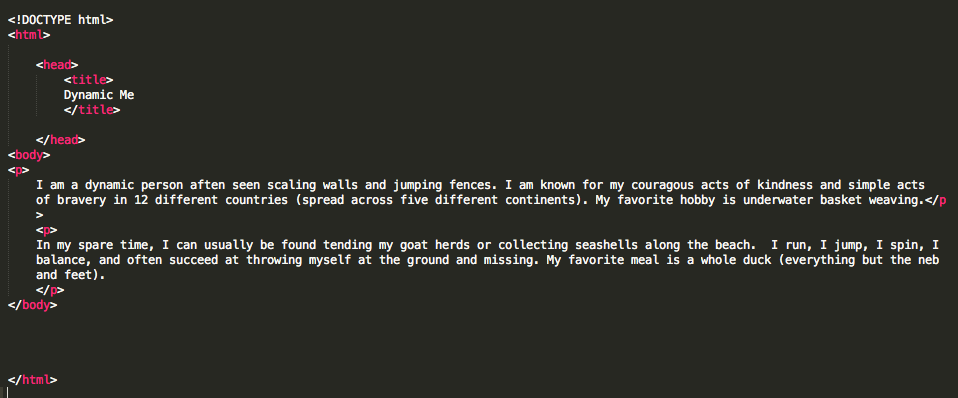 <!DOCTYPE html>
<html>
<head>
<title>
Dynamic Me
</title>
</head>
<body>
<p>
I am a dynamic person aften seen scaling walls and jumping fences. I am known for my couragous acts of kindness and simple acts
of bravery in 12 different countries (spread across five different continents). My favorite hobby is underwater basket weaving.</p
>
<p>
In my spare time, I can usually be found tending my goat herds or collecting seashells along the beach.  I run, I jump, I spin, I
balance, and often succeed at throwing myself at the ground and missing. My favorite meal is a whole duck (everything but the neb
and feet).
</p>
</body>
</html>